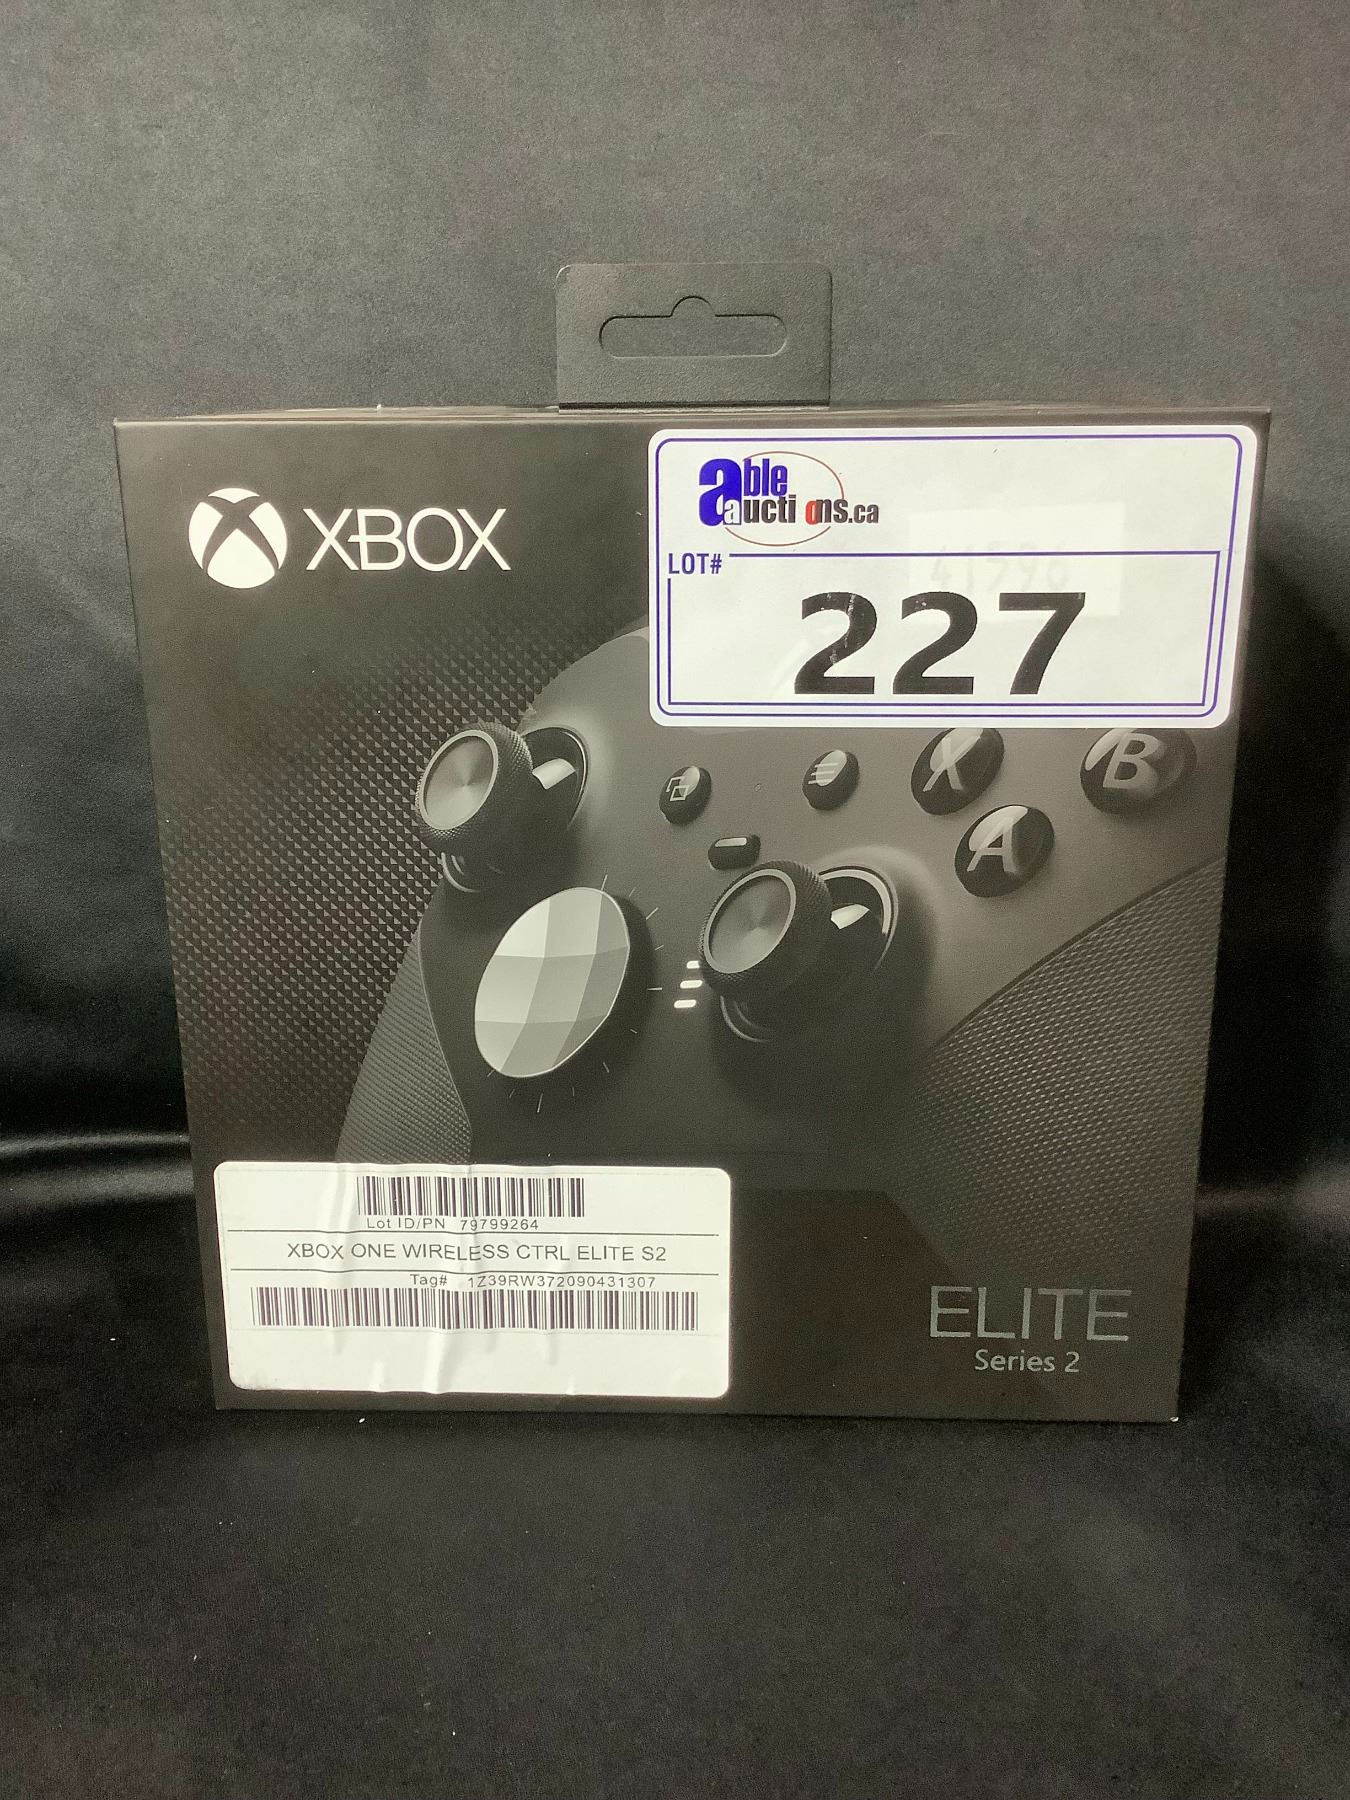 XBOX
able
auctions.ca
LOT#
227
X
B
A
Lot ID/PN 79799264
XBOX ONE WIRELESS CTRL ELITE S2
Tag# 1Z39RW372090431307
ELITE
Series 2